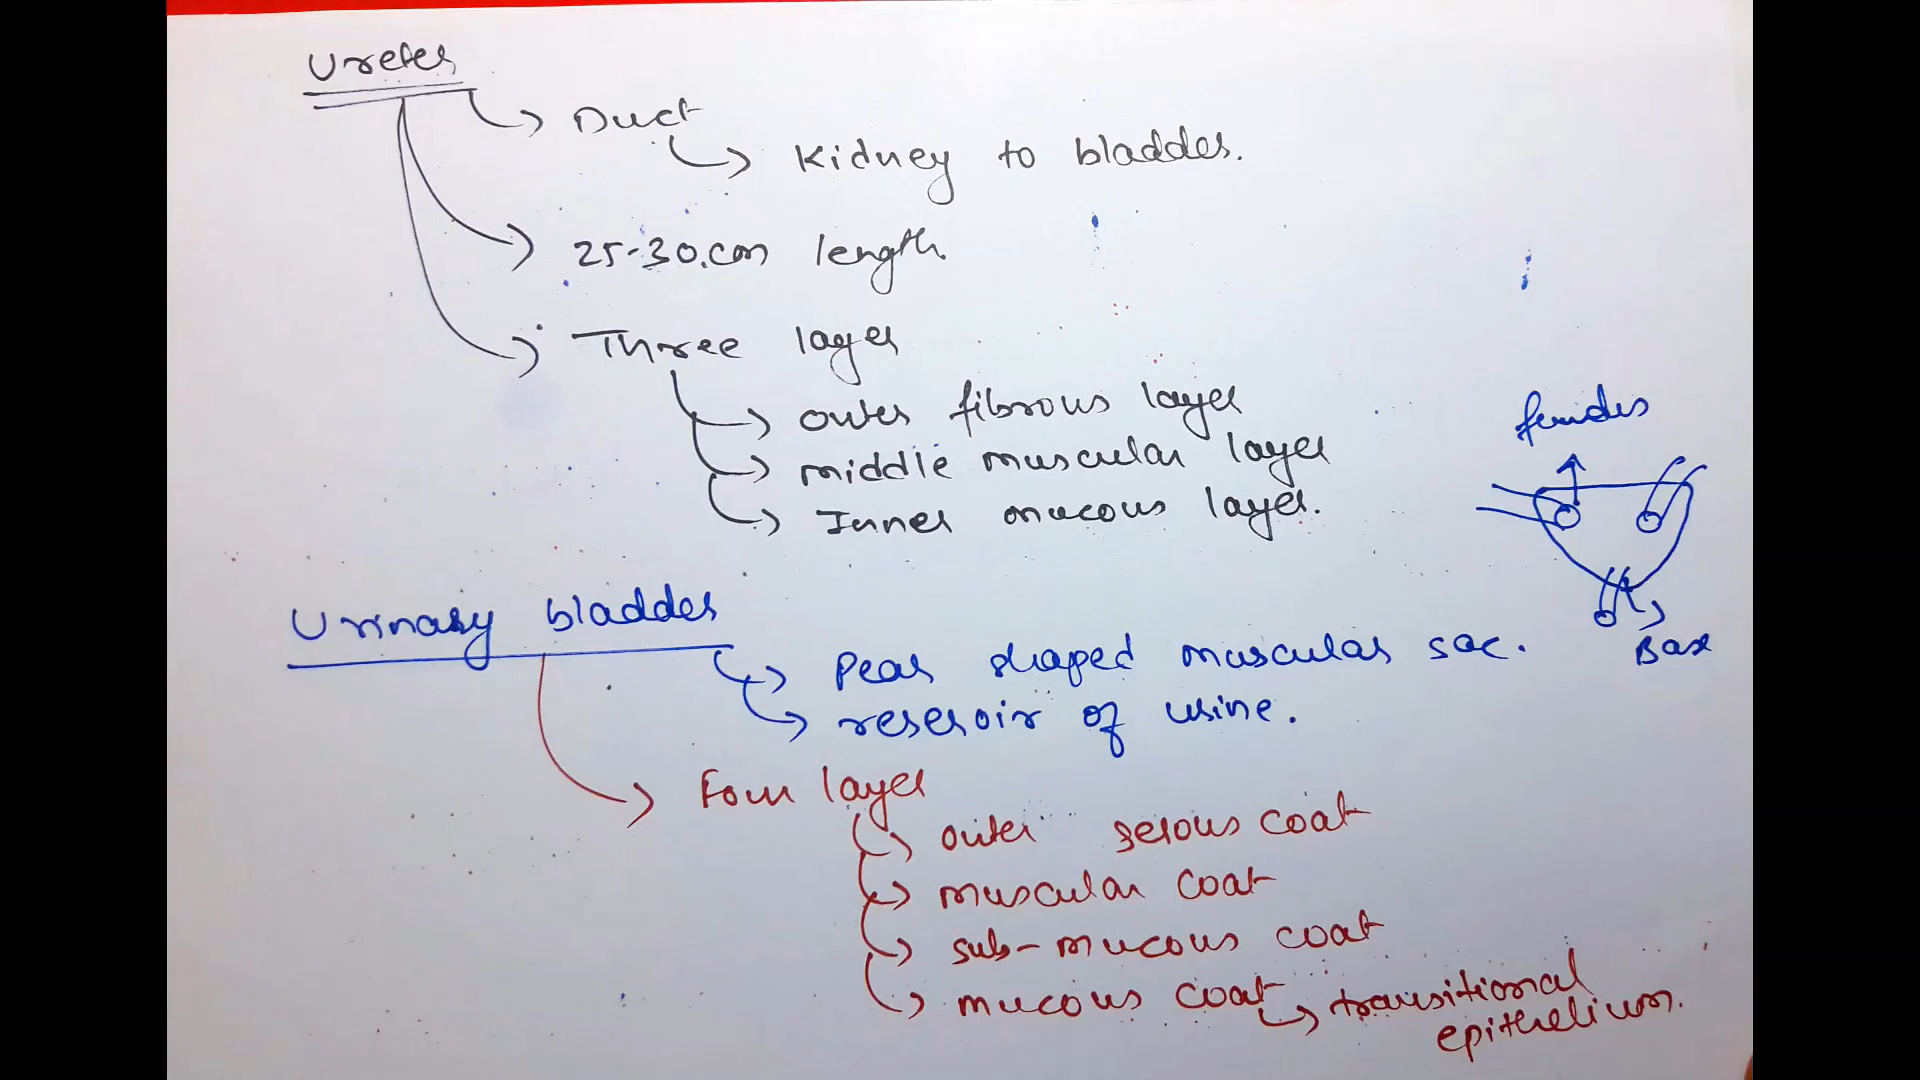 Ureter
Duct
Kidney to bladder.
25-30.cm length.
Three layer
outer fibrous layer
middle muscular layer
Inner mucous layer.
Urinary bladder
Pear shaped muscular sac.
reservoir of urine.
Four layer
outer serous coat
muscular coat
sub-mucous coat
mucous coat
transitional
epithelium.
Base